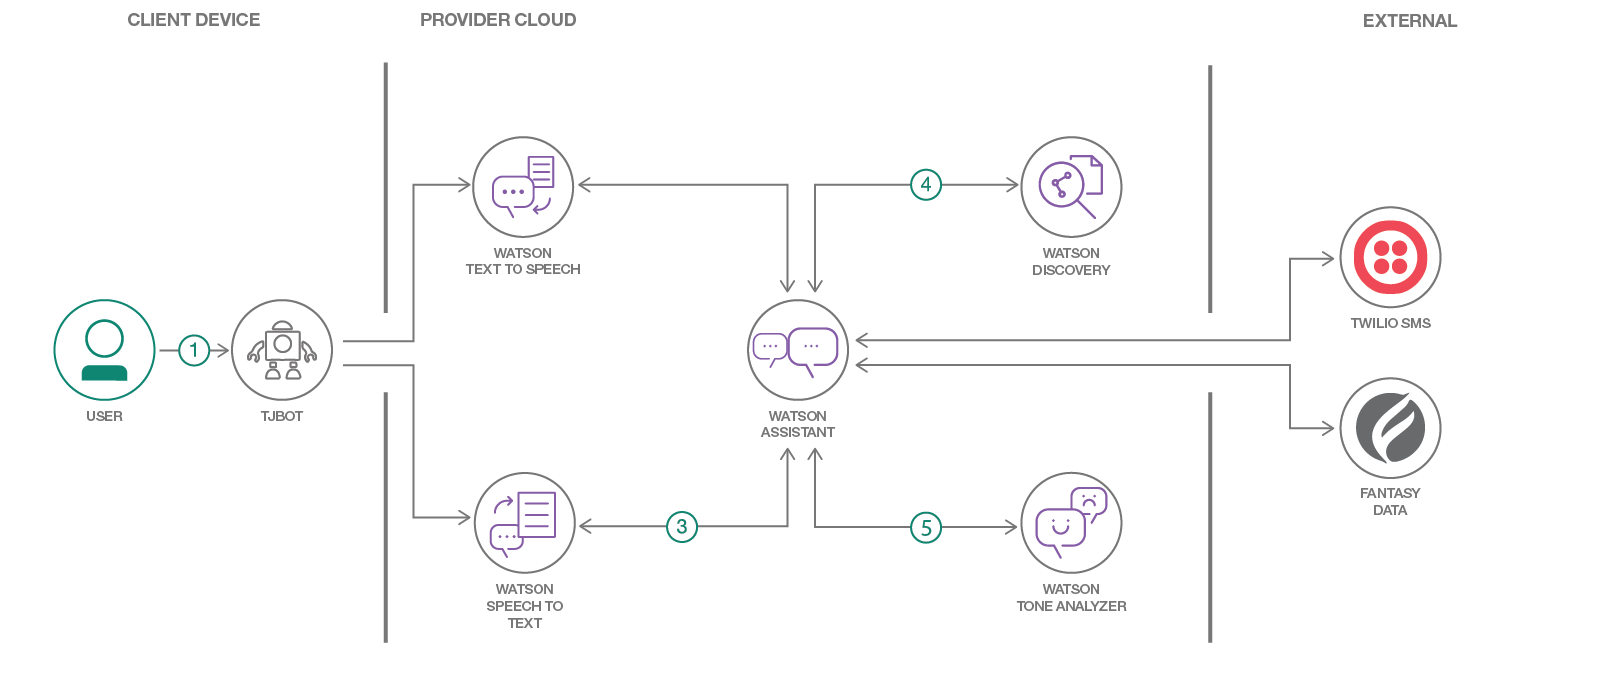 CLIENT DEVICE
PROVIDER CLOUD
EXTERNAL
WATSON
TEXT TO SPEECH
4
WATSON
DISCOVERY
TWILIO SMS
1
USER
TJBOT
WATSON
ASSISTANT
FANTASY
DATA
3
5
WATSON
SPEECH TO
TEXT
WATSON
TONE ANALYZER